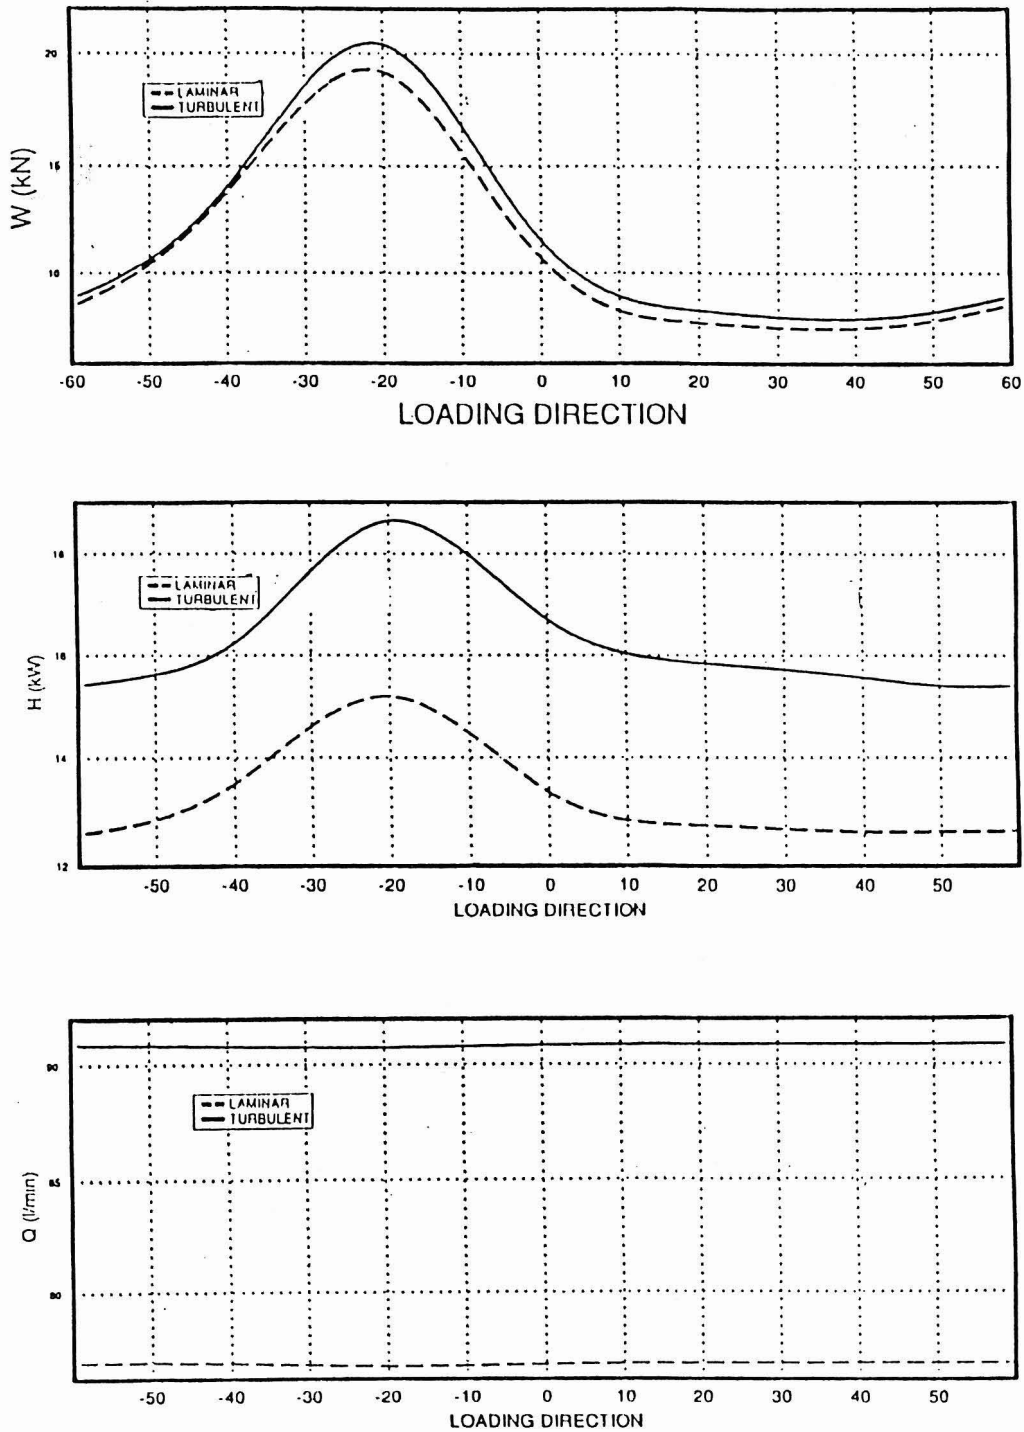 20
LAMINAR
TURBULENT
15
W (kN)
10
-60 -50 -40 -30 -20 -10 0 10 20 30 40 50 60
LOADING DIRECTION
18
LAMINAR
TURBULENT
16
H (kW)
14
12
-50 -40 -30 -20 -10 0 10 20 30 40 50
LOADING DIRECTION
90
LAMINAR
TURBULENT
85
Q (l/min)
80
-50 -40 -30 -20 -10 0 10 20 30 40 50
LOADING DIRECTION